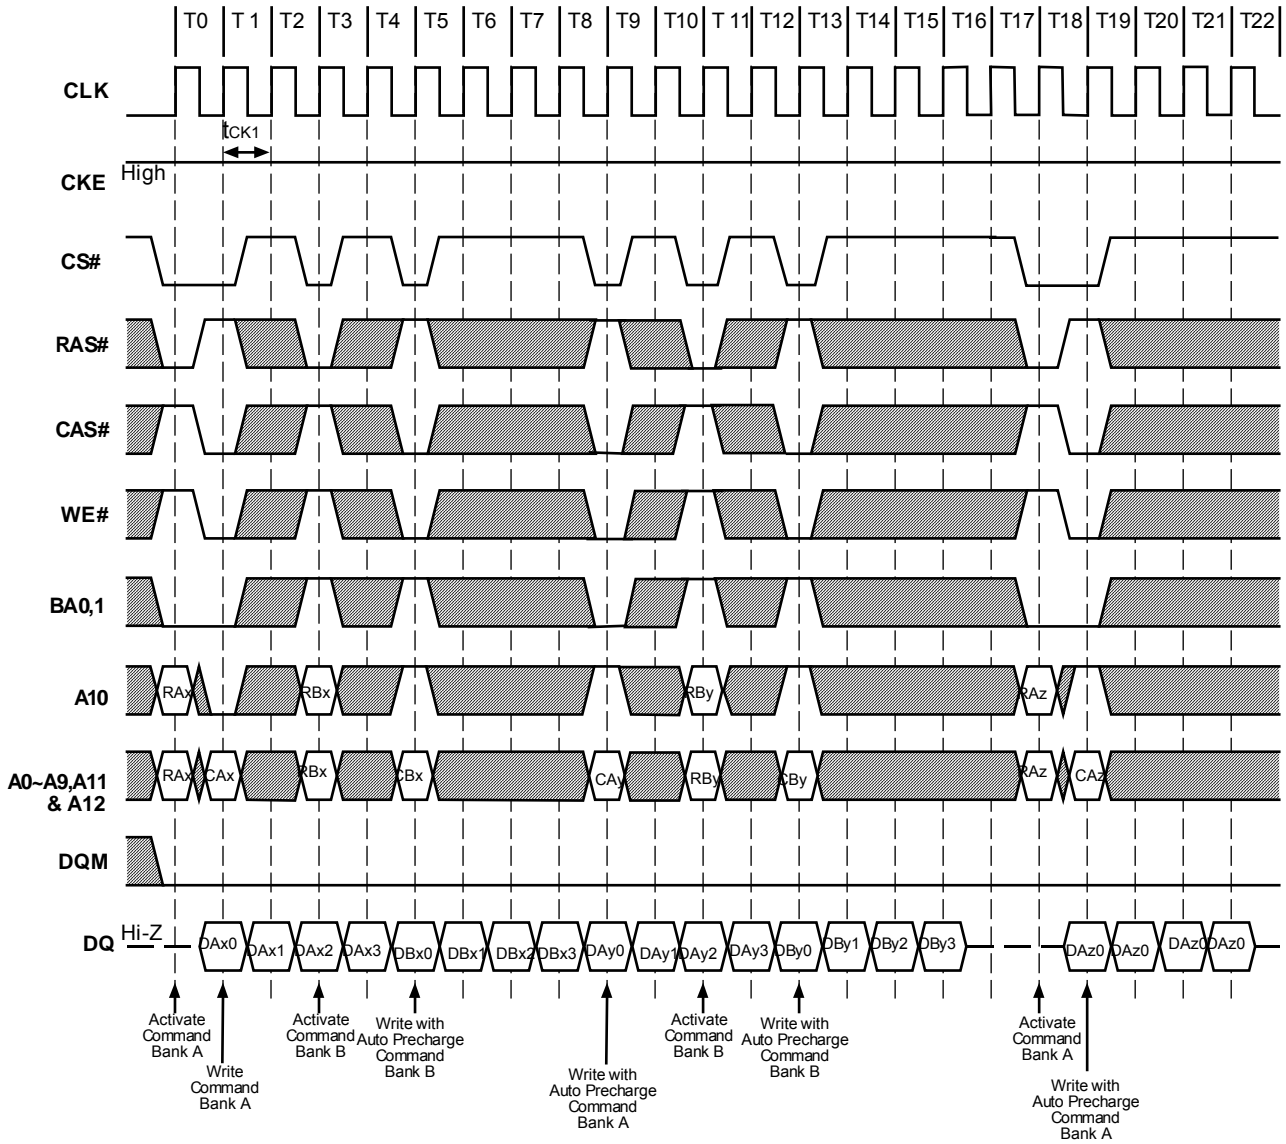 T0 T 1 T2 T3 T4 T5 T6 T7 T8 T9 T10 T 11 T12 T13 T14 T15 T16 T17 T18 T19 T20 T21 T22
CLK
tCK1
High
CKE
CS#
RAS#
CAS#
WE#
BA0,1
A10
RAx RBx RBy RAz
A0~A9,A11
& A12
RAx CAx RBx CBx CAy RBy CBy RAz CAz
DQM
DQ
Hi-Z
DAx0 DAx1 DAx2 DAx3 DBx0 DBx1 DBx2 DBx3 DAy0 DAy1 DAy2 DAy3 DBy0 DBy1 DBy2 DBy3 DAz0 DAz0 DAz0 DAz0
Activate
Command
Bank A
Write
Command
Bank A
Activate
Command
Bank B
Write with
Auto Precharge
Command
Bank B
Write with
Auto Precharge
Command
Bank A
Activate
Command
Bank B
Write with
Auto Precharge
Command
Bank B
Activate
Command
Bank A
Write with
Auto Precharge
Command
Bank A